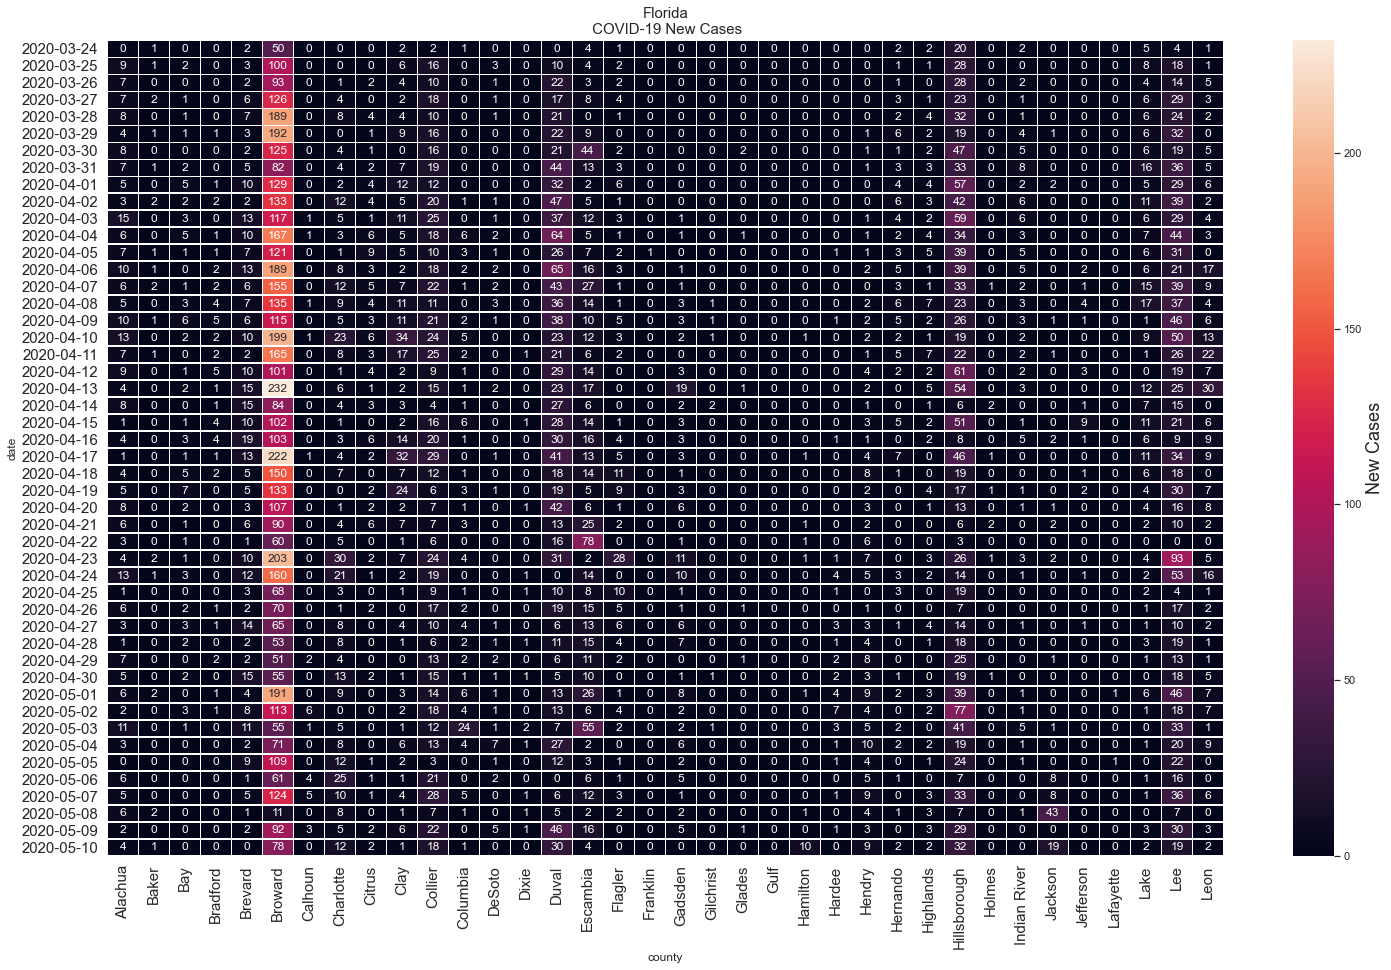 Florida
COVID-19 New Cases
2020-03-24 0 1 0 0 2 50 0 0 0 2 2 1 0 0 0 4 1 0 0 0 0 0 0 0 0 2 2 20 0 2 0 0 0 5 4 1
2020-03-25 9 1 2 0 3 100 0 0 0 6 16 0 3 0 10 4 2 0 0 0 0 0 0 0 0 1 1 28 0 0 0 0 0 8 18 1
2020-03-26 7 0 0 0 2 93 0 1 2 4 10 0 1 0 22 3 2 0 0 0 0 0 0 0 0 1 0 28 0 2 0 0 0 4 14 5
2020-03-27 7 2 1 0 6 126 0 4 0 2 18 0 1 0 17 8 4 0 0 0 0 0 0 0 0 3 1 23 0 1 0 0 0 6 29 3
2020-03-28 8 0 1 0 7 189 0 8 4 4 10 0 1 0 21 0 1 0 0 0 0 0 0 0 0 2 4 32 0 1 0 0 0 6 24 2
2020-03-29 4 1 1 1 3 192 0 0 1 9 16 0 0 0 22 9 0 0 0 0 0 0 0 0 1 6 2 19 0 4 1 0 0 6 32 0
2020-03-30 8 0 0 0 2 125 0 4 1 0 16 0 0 0 21 44 2 0 0 0 2 0 0 0 1 1 2 47 0 5 0 0 0 6 19 5
2020-03-31 7 1 2 0 5 82 0 4 2 7 19 0 0 0 44 13 3 0 0 0 0 0 0 0 1 3 3 33 0 8 0 0 0 16 36 5
2020-04-01 5 0 5 1 10 129 0 2 4 12 12 0 0 0 32 2 6 0 0 0 0 0 0 0 0 4 4 57 0 2 2 0 0 5 29 6
2020-04-02 3 2 2 2 2 133 0 12 4 5 20 1 1 0 47 5 1 0 0 0 0 0 0 0 0 6 3 42 0 6 0 0 0 11 39 2
2020-04-03 15 0 3 0 13 117 1 5 1 11 25 0 1 0 37 12 3 0 1 0 0 0 0 0 1 4 2 59 0 6 0 0 0 6 29 4
2020-04-04 6 0 5 1 10 167 1 3 6 5 18 6 2 0 64 5 1 0 1 0 1 0 0 0 1 2 4 34 0 3 0 0 0 7 44 3
2020-04-05 7 1 1 1 7 121 0 1 9 5 10 3 1 0 26 7 2 1 0 0 0 0 0 1 1 3 5 39 0 5 0 0 0 6 31 0
2020-04-06 10 1 0 2 13 189 0 8 3 2 18 2 2 0 65 16 3 0 1 0 0 0 0 0 2 5 1 39 0 5 0 2 0 6 21 17
2020-04-07 6 2 1 2 6 155 0 12 5 7 22 1 2 0 43 27 1 0 1 0 0 0 0 0 0 3 1 33 1 2 0 1 0 15 39 9
2020-04-08 5 0 3 4 7 135 1 9 4 11 11 0 3 0 36 14 1 0 3 1 0 0 0 0 2 6 7 23 0 3 0 4 0 17 37 4
2020-04-09 10 1 6 5 6 115 0 5 3 11 21 2 1 0 38 10 5 0 3 1 0 0 0 1 2 5 2 26 0 3 1 1 0 1 46 6
2020-04-10 13 0 2 2 10 199 1 23 6 34 24 5 0 0 23 12 3 0 2 1 0 0 1 0 2 2 1 19 0 2 0 0 0 9 50 13
2020-04-11 7 1 0 2 2 165 0 8 3 17 25 2 0 1 21 6 2 0 0 0 0 0 0 0 1 5 7 22 0 2 1 0 0 1 26 22
2020-04-12 9 0 1 5 10 101 0 1 4 2 9 1 0 0 29 14 0 0 3 0 0 0 0 0 4 2 2 61 0 2 0 3 0 0 19 7
2020-04-13 4 0 2 1 15 232 0 6 1 2 15 1 2 0 23 17 0 0 19 0 1 0 0 0 2 0 5 54 0 3 0 0 0 12 25 30
2020-04-14 8 0 0 1 15 84 0 4 3 3 4 1 0 0 27 6 0 0 2 2 0 0 0 0 1 0 1 6 2 0 0 1 0 7 15 0
2020-04-15 1 0 1 4 10 102 0 1 0 2 16 6 0 1 28 14 0 0 1 0 0 0 0 0 3 5 2 51 0 1 0 9 0 11 21 6
2020-04-16 4 0 3 4 19 103 0 3 6 14 20 1 0 0 30 16 4 0 3 0 0 0 0 0 1 1 2 8 0 5 2 1 0 6 9 9
2020-04-17 1 0 1 1 13 222 1 4 2 32 29 0 1 0 41 13 5 0 3 0 0 0 1 0 4 7 0 46 1 0 0 0 0 11 34 9
2020-04-18 4 0 5 2 5 150 0 7 0 7 12 1 0 0 18 14 11 0 1 0 0 0 0 0 8 1 0 19 0 0 1 0 0 6 18 0
2020-04-19 5 0 7 0 5 133 0 0 2 24 6 3 1 0 19 5 9 0 3 0 0 0 0 0 2 0 4 17 1 1 0 2 0 4 30 7
2020-04-20 8 0 2 0 3 107 0 1 2 2 7 1 0 1 42 6 1 0 6 0 0 0 0 0 3 0 1 13 0 1 1 0 0 4 16 8
2020-04-21 6 0 1 0 6 90 0 4 6 7 7 3 0 0 13 25 2 0 0 0 0 0 1 0 2 0 0 6 2 0 2 0 0 2 10 2
2020-04-22 3 0 1 0 1 60 0 5 0 1 6 0 0 0 16 78 0 0 1 0 0 0 1 0 6 0 0 3 0 0 0 0 0 0 0 0
2020-04-23 4 2 1 0 10 203 0 30 2 7 24 4 0 0 31 2 28 0 11 0 0 0 1 1 7 0 3 26 1 3 2 0 0 4 93 5
2020-04-24 13 1 3 0 12 160 0 21 1 2 19 0 0 1 0 14 0 0 10 0 0 0 0 4 5 3 2 14 0 1 0 1 0 2 53 16
2020-04-25 1 0 0 0 3 68 0 3 0 1 9 1 0 1 10 8 10 0 1 0 0 0 0 1 0 3 0 19 0 0 0 0 0 2 4 1
2020-04-26 6 0 2 1 2 70 0 1 2 0 17 2 0 0 19 15 5 0 1 0 1 0 0 0 1 0 0 7 0 0 0 0 0 1 17 2
2020-04-27 3 0 3 1 14 65 0 8 0 4 10 4 1 0 6 13 6 0 6 0 0 0 0 3 3 1 4 14 0 1 0 1 0 1 10 2
2020-04-28 1 0 2 0 2 53 0 8 0 1 6 2 1 1 11 15 4 0 7 0 0 0 0 1 4 0 1 18 0 0 0 0 0 3 19 1
2020-04-29 7 0 0 2 2 51 2 4 0 0 13 2 2 0 6 11 2 0 0 0 1 0 0 2 8 0 0 25 0 0 1 0 0 1 13 1
2020-04-30 5 0 2 0 15 55 0 13 2 1 15 1 1 1 5 10 0 0 1 1 0 0 0 2 3 1 0 19 1 0 0 0 0 0 18 5
2020-05-01 6 2 0 1 4 191 0 9 0 3 14 6 1 0 13 26 1 0 8 0 0 0 1 4 9 2 3 39 0 0 0 0 1 6 46 7
2020-05-02 2 0 3 1 8 113 6 0 0 2 18 4 1 0 13 6 4 0 2 0 0 0 0 7 4 0 2 77 0 0 0 0 0 1 18 7
2020-05-03 11 0 1 0 11 55 1 5 0 1 12 24 1 2 7 55 2 0 2 1 0 0 0 3 5 2 0 41 0 5 1 0 0 0 33 1
2020-05-04 3 0 0 0 2 71 0 8 0 6 13 4 7 1 27 2 0 0 6 0 0 0 0 1 10 2 2 19 0 1 0 0 0 1 20 9
2020-05-05 0 0 0 0 9 109 0 12 1 2 3 0 1 0 12 3 1 0 2 0 0 0 0 1 4 0 1 24 0 0 0 0 1 0 22 0
2020-05-06 6 0 0 0 1 61 4 25 1 1 21 0 2 0 0 6 1 0 5 0 0 0 0 0 5 1 0 7 0 0 8 0 0 1 16 0
2020-05-07 5 0 0 0 5 124 5 10 1 4 28 5 0 1 6 12 3 0 1 0 0 0 0 1 9 0 3 33 0 0 8 0 0 1 36 6
2020-05-08 6 2 0 0 1 11 0 8 0 1 7 1 0 1 5 2 2 0 0 0 0 0 1 0 4 1 3 7 0 1 43 0 0 0 7 0
2020-05-09 2 0 0 0 2 92 3 5 2 6 22 0 5 1 46 16 0 0 5 0 1 0 0 1 3 0 3 29 0 0 0 0 0 3 30 3
2020-05-10 4 1 0 0 0 78 0 12 2 1 18 1 0 0 30 4 0 0 0 0 0 0 10 0 9 2 2 32 0 0 19 0 0 2 19 2
date
Alachua
Baker
Bay
Bradford
Brevard
Broward
Calhoun
Charlotte
Citrus
Clay
Collier
Columbia
DeSoto
Dixie
Duval
Escambia
Flagler
Franklin
Gadsden
Gilchrist
Glades
Gulf
Hamilton
Hardee
Hendry
Hernando
Highlands
Hillsborough
Holmes
Indian River
Jackson
Jefferson
Lafayette
Lake
Lee
Leon
county
200
150
100
50
0
New Cases